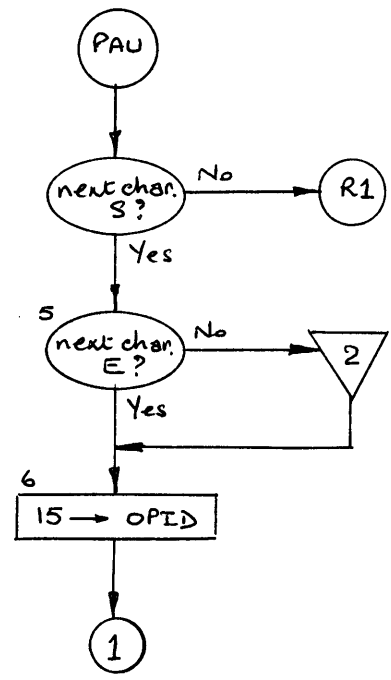 PAU
next char.
S?
No
R1
Yes
5
next char.
E?
No
2
Yes
6
15 → OPID
1